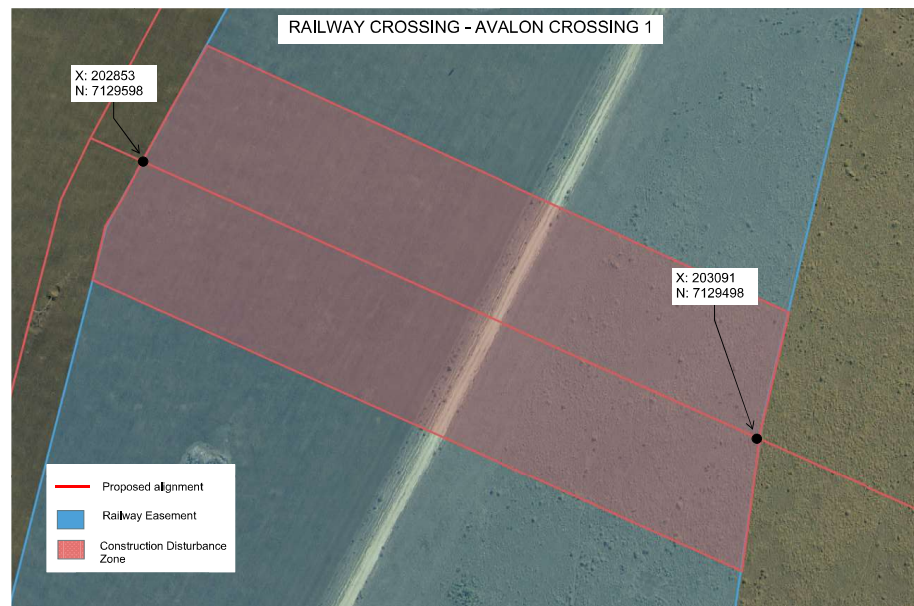 RAILWAY CROSSING - AVALON CROSSING 1
X: 202853
N: 7129598
X: 203091
N: 7129498
Proposed alignment
Railway Easement
Construction Disturbance
Zone